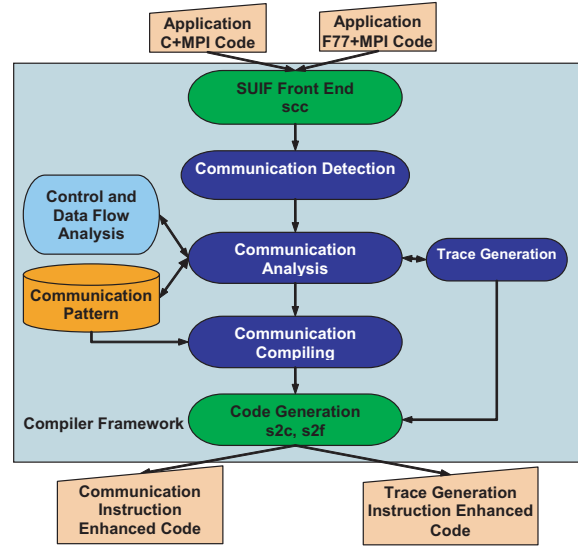 Application
C+MPI Code
Application
F77+MPI Code
SUIF Front End
scc
Communication Detection
Control and
Data Flow
Analysis
Communication
Analysis
Trace Generation
Communication
Pattern
Communication
Compiling
Code Generation
s2c, s2f
Compiler Framework
Communication
Instruction
Enhanced Code
Trace Generation
Instruction Enhanced
Code